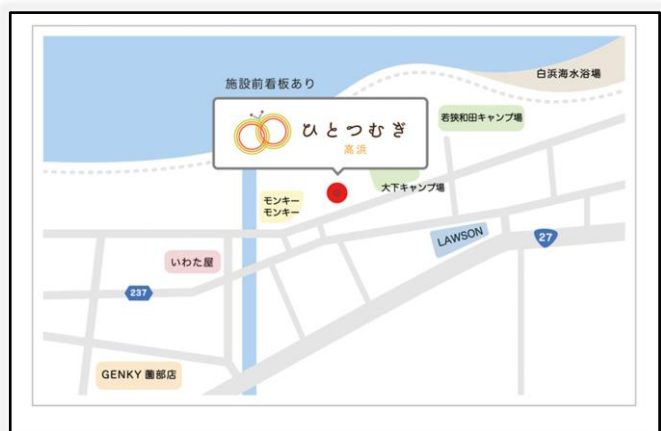 白浜海水浴場
施設前看板あり
ひとつむぎ
高浜
若狭和田キャンプ場
大下キャンプ場
モンキー
モンキー
LAWSON
27
いわた屋
237
GENKY 薗部店